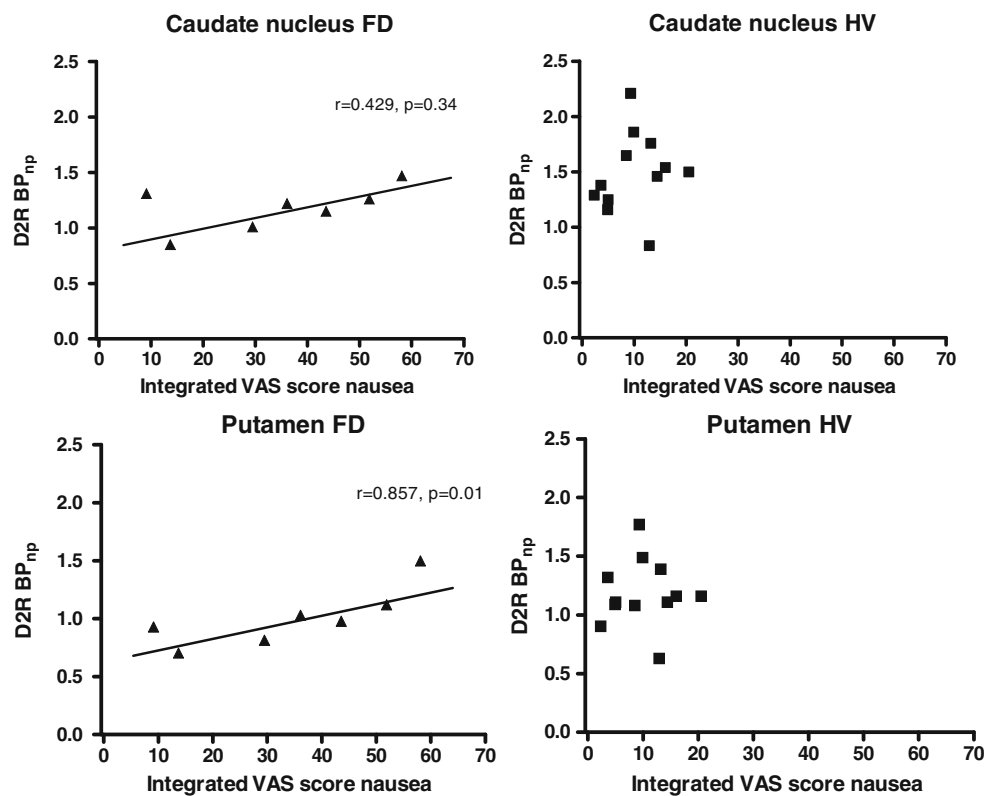 Caudate nucleus FD
2.5
2.0
1.5
1.0
0.5
0.0
D2R BPnp
r=0.429, p=0.34
0 10 20 30 40 50 60 70
Integrated VAS score nausea
Caudate nucleus HV
2.5
2.0
1.5
1.0
0.5
0.0
D2R BPnp
0 10 20 30 40 50 60 70
Integrated VAS score nausea
Putamen FD
2.5
2.0
1.5
1.0
0.5
0.0
D2R BPnp
r=0.857, p=0.01
0 10 20 30 40 50 60 70
Integrated VAS score nausea
Putamen HV
2.5
2.0
1.5
1.0
0.5
0.0
D2R BPnp
0 10 20 30 40 50 60 70
Integrated VAS score nausea